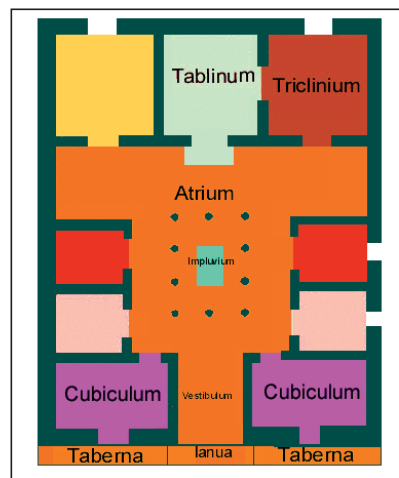 Tablinum
Triclinium
Atrium
Impluvium
Cubiculum
Vestibulum
Cubiculum
Taberna
Ianua
Taberna